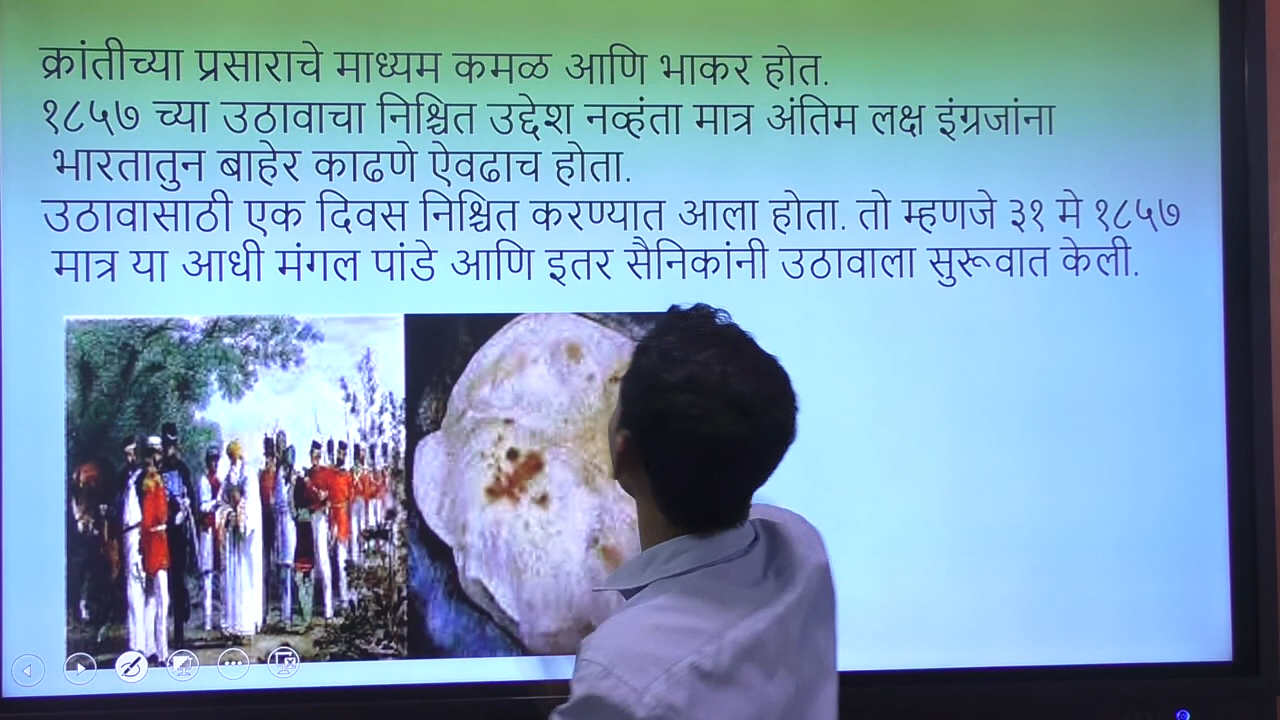 क्रांतीच्या प्रसाराचे माध्यम कमळ आणि भाकर होत.
१८५७ च्या उठावाचा निश्चित उद्देश नव्हंता मात्र अंतिम लक्ष इंग्रजांना
भारतातुन बाहेर काढणे ऐवढाच होता.
उठावासाठी एक दिवस निश्चित करण्यात आला होता. तो म्हणजे ३१ मे १८५७
मात्र या आधी मंगल पांडे आणि इतर सैनिकांनी उठावाला सुरूवात केली.